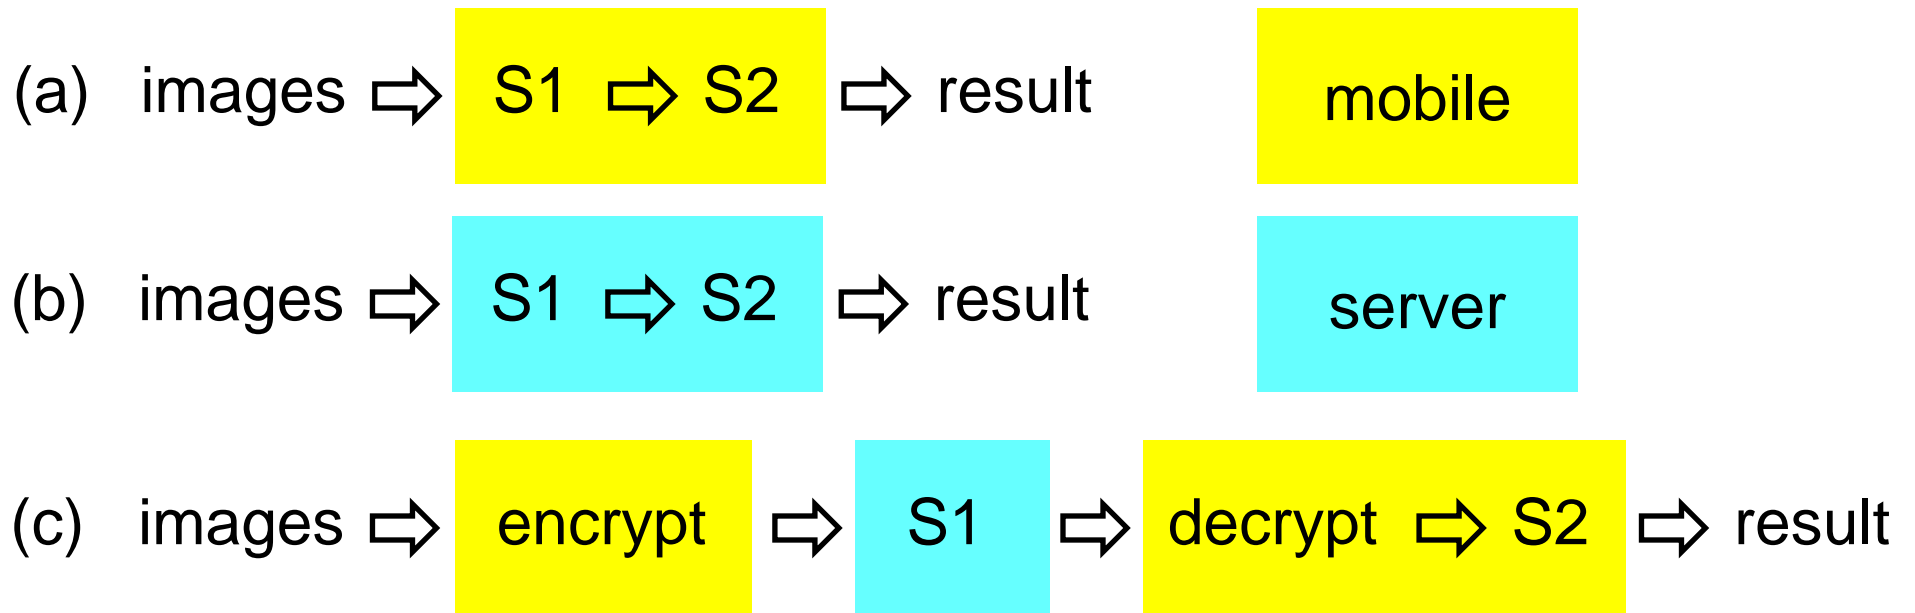 (a) images S1 S2 result mobile
(b) images S1 S2 result server
(c) images encrypt S1 decrypt S2 result